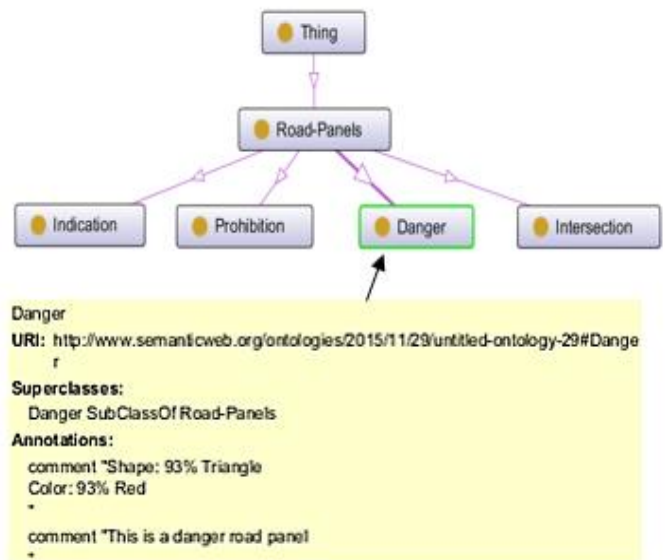 Thing
Road-Panels
Indication
Prohibition
Danger
Intersection
Danger
URI: http://www.semanticweb.org/ontologies/2015/11/29/untitled-ontology-29#Dange
r
Superclasses:
Danger SubClassOf Road-Panels
Annotations:
comment "Shape: 93% Triangle
Color: 93% Red
"
comment "This is a danger road panel
"